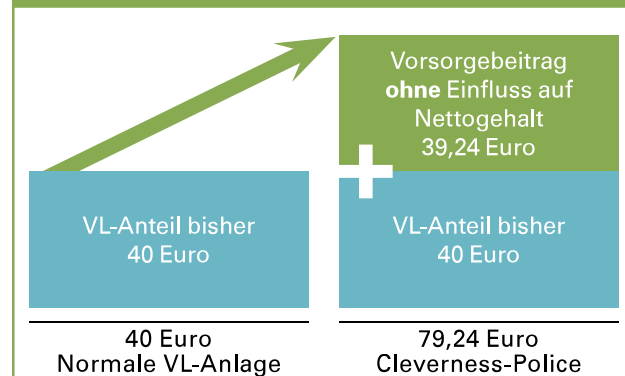 Vorsorgebeitrag
ohne Einfluss auf
Nettogehalt
39,24 Euro
VL-Anteil bisher
40 Euro
VL-Anteil bisher
40 Euro
40 Euro
Normale VL-Anlage
79,24 Euro
Cleverness-Police